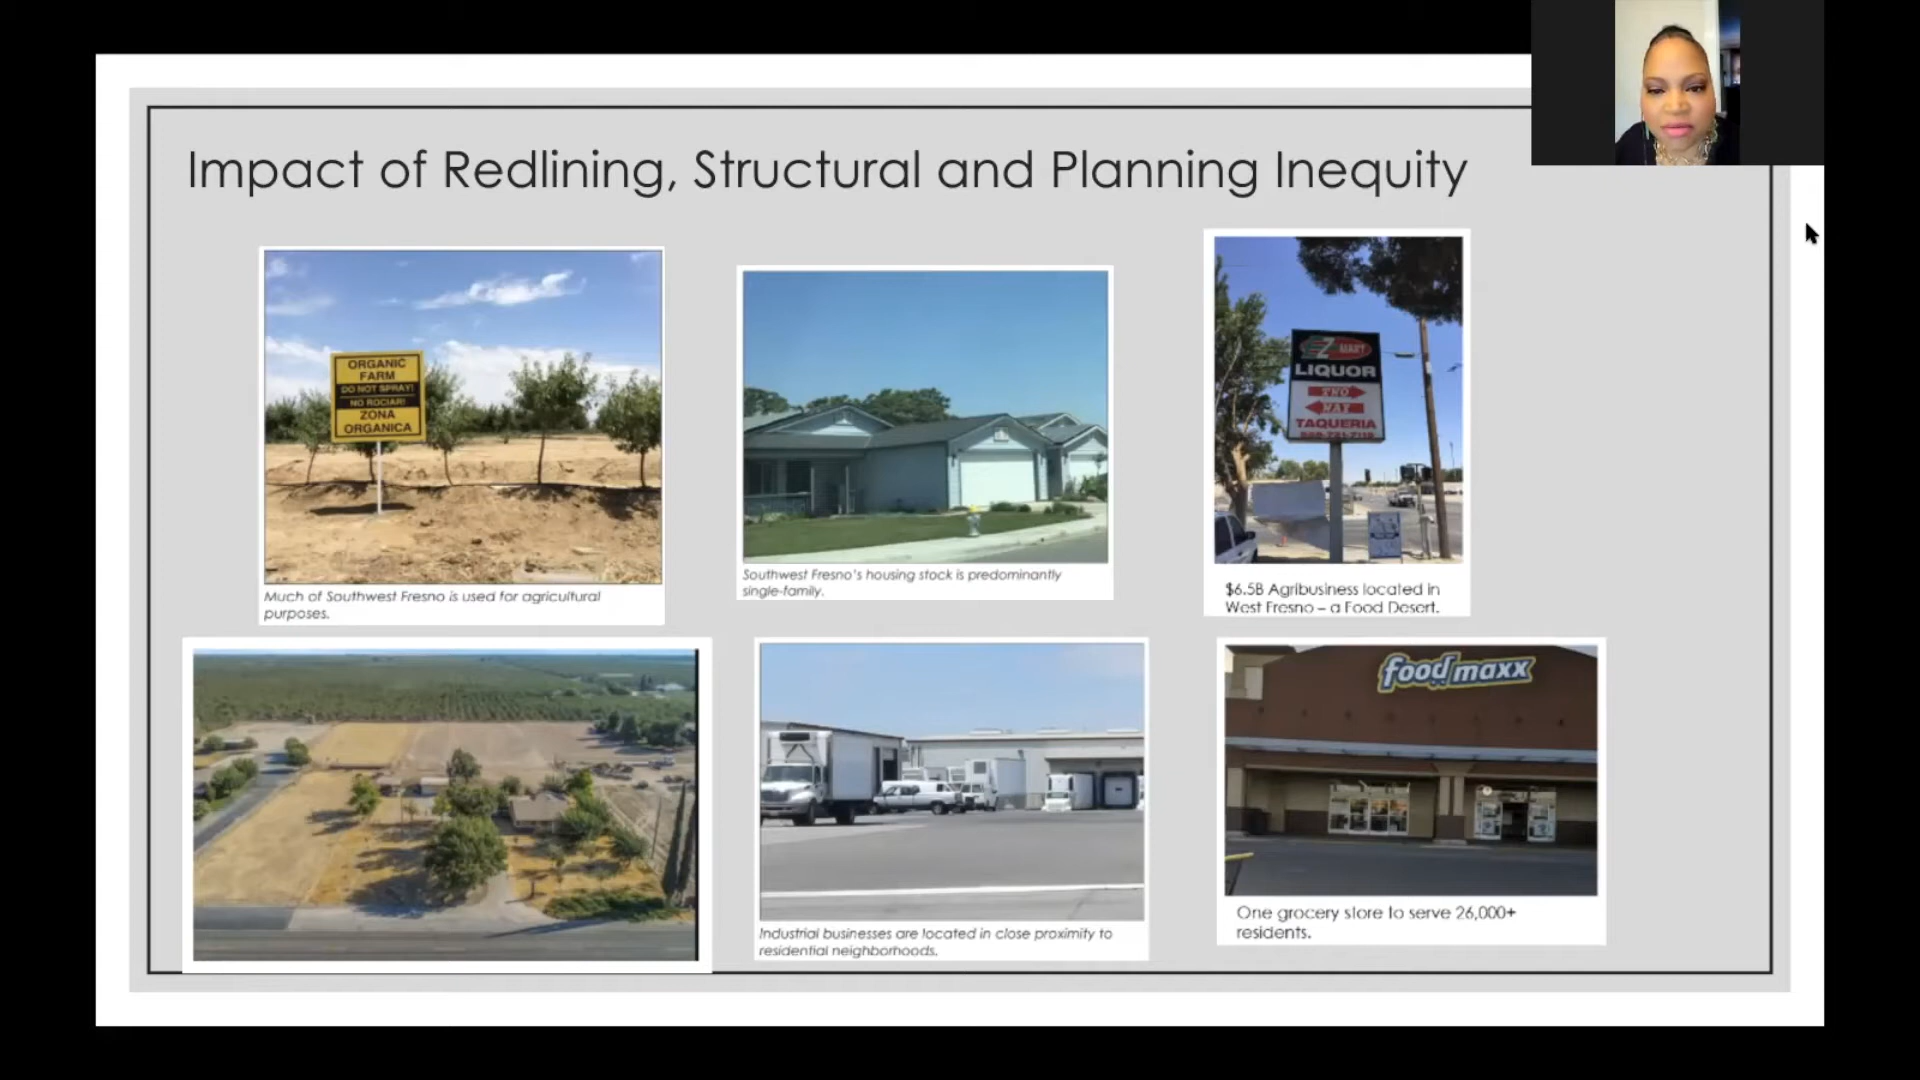 Impact of Redlining, Structural and Planning Inequity
ORGANIC
FARM
DO NOT SPRAY!
NO ROCIAR!
ZONA
ORGANICA
Much of Southwest Fresno is used for agricultural
purposes.
Southwest Fresno's housing stock is predominantly
single-family.
EZ MART
LIQUOR
TAQUERIA
$6.5B Agribusiness located in
West Fresno – a Food Desert.
Industrial businesses are located in close proximity to
residential neighborhoods.
foodmaxx
One grocery store to serve 26,000+
residents.